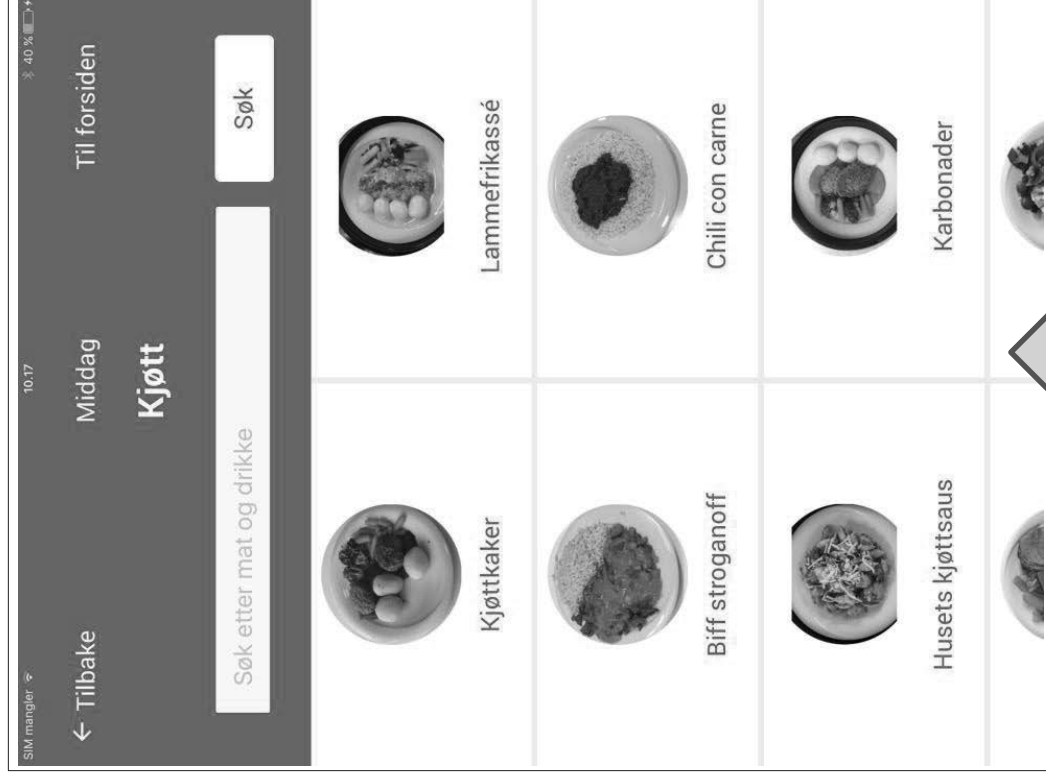 SIM mangler 10.17 40 %
← Tilbake Middag Til forsiden
Kjøtt
Søk etter mat og drikke Søk
Kjøttkaker Lammefrikassé
Biff stroganoff Chili con carne
Husets kjøttsaus Karbonader